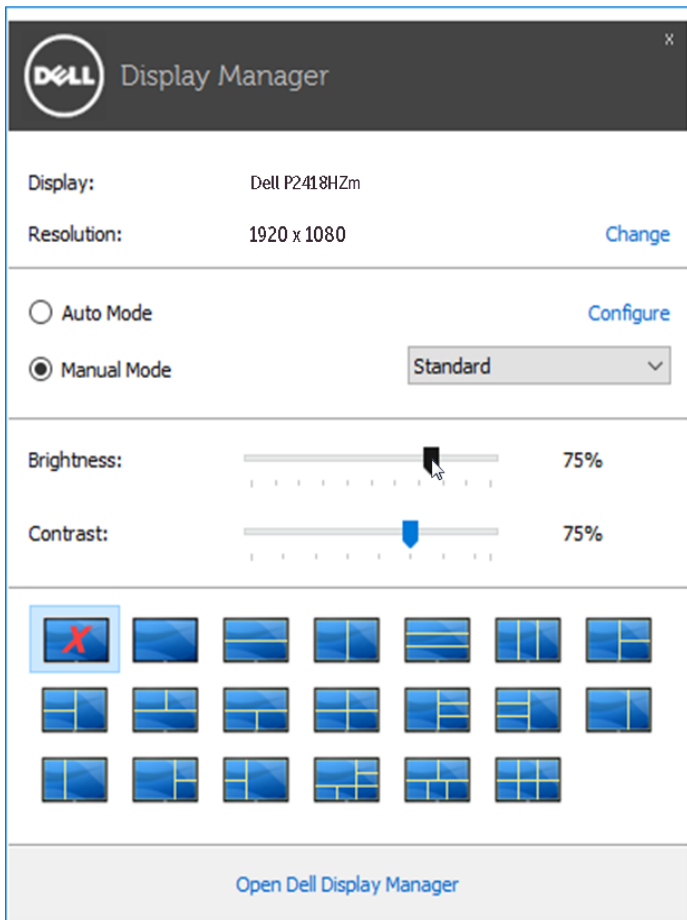 DELL Display Manager x
Display: Dell P2418HZm
Resolution: 1920 x 1080 Change
Auto Mode Configure
Manual Mode Standard
Brightness: 75%
Contrast: 75%
X
Open Dell Display Manager